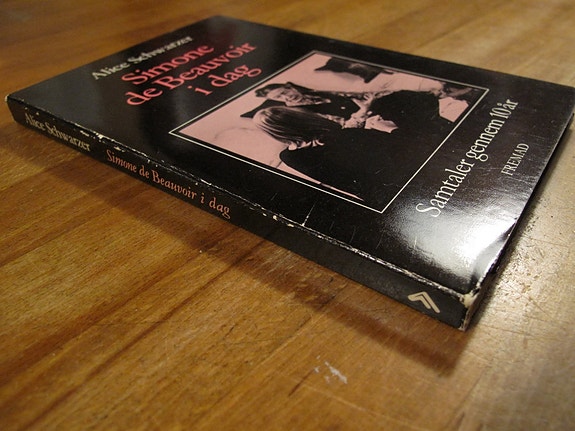 Alice Schwarzer
Simone
de Beauvoir
i dag
Samtaler gennem 10 år
FREMAD
Alice Schwarzer
Simone de Beauvoir i dag